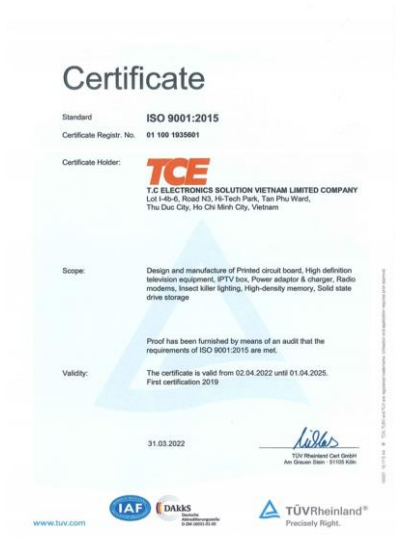 Certificate
Standard ISO 9001:2015
Certificate Registr. No. 01 100 1935601
Certificate Holder: TCE
T.C ELECTRONICS SOLUTION VIETNAM LIMITED COMPANY
Lot I-4b-6, Road N3, Hi-Tech Park, Tan Phu Ward,
Thu Duc City, Ho Chi Minh City, Vietnam
Scope: Design and manufacture of Printed circuit board, High definition
television equipment, IPTV box, Power adaptor & charger, Radio
modems, Insect killer lighting, High-density memory, Solid state
drive storage
Proof has been furnished by means of an audit that the
requirements of ISO 9001:2015 are met.
Validity: The certificate is valid from 02.04.2022 until 01.04.2025.
First certification 2019
31.03.2022
TÜV Rheinland Cert GmbH
Am Grauen Stein · 51105 Köln
www.tuv.com
IAF
DAkkS
Deutsche
Akkreditierungsstelle
TÜVRheinland®
Precisely Right.